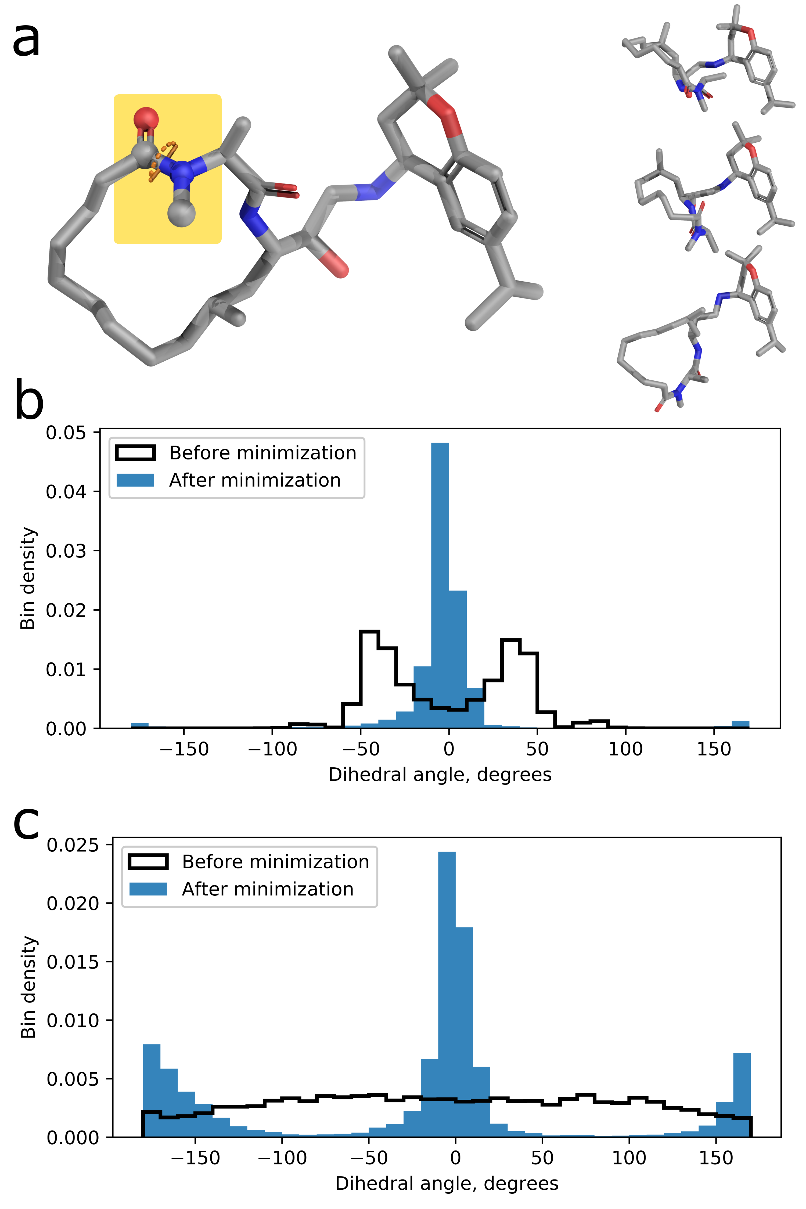 a
b
0.05
0.04
0.03
0.02
0.01
0.00
Bin density
Before minimization
After minimization
−150 −100 −50 0 50 100 150
Dihedral angle, degrees
c
0.025
0.020
0.015
0.010
0.005
0.000
Bin density
Before minimization
After minimization
−150 −100 −50 0 50 100 150
Dihedral angle, degrees